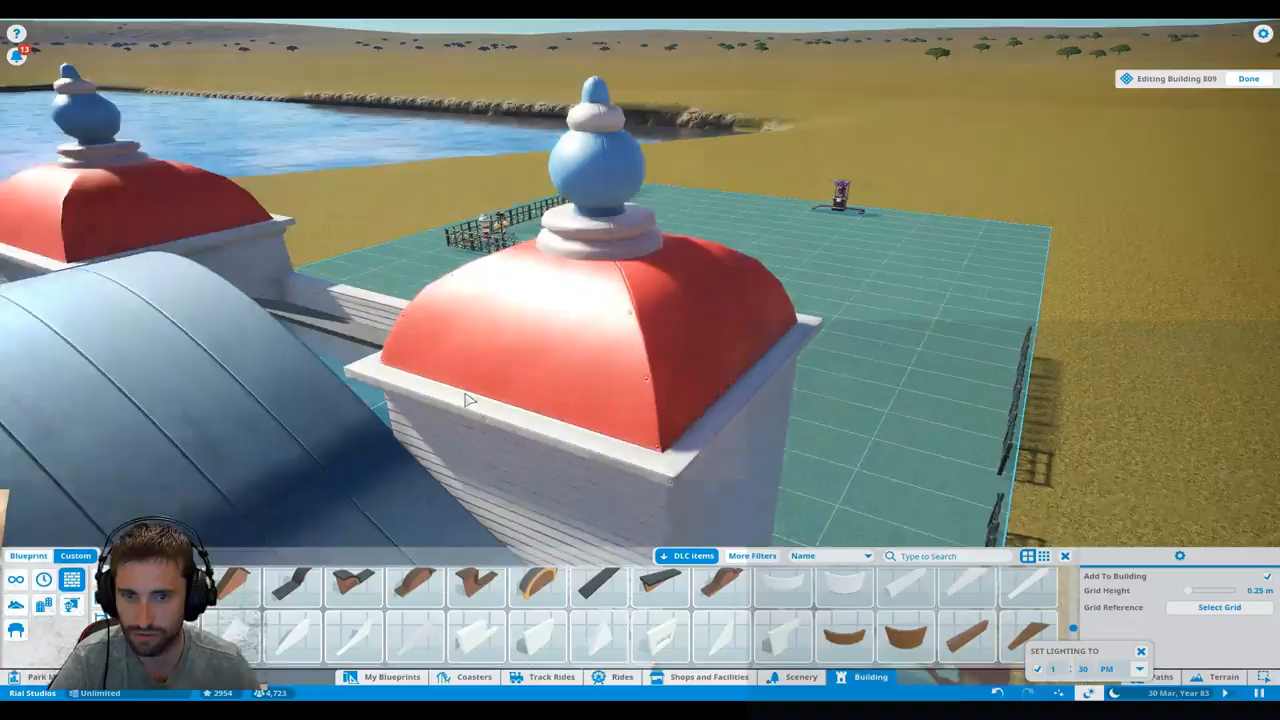 ?
13
Editing Building 809 Done
Blueprint Custom
DLC items More Filters Name Type to Search
Add To Building
Grid Height 0.25 m
Grid Reference Select Grid
SET LIGHTING TO
1 : 30 PM
Park My Blueprints Coasters Track Rides Rides Shops and Facilities Scenery Building Paths Terrain
Rial Studios Unlimited 2954 4,723 30 Mar, Year 83